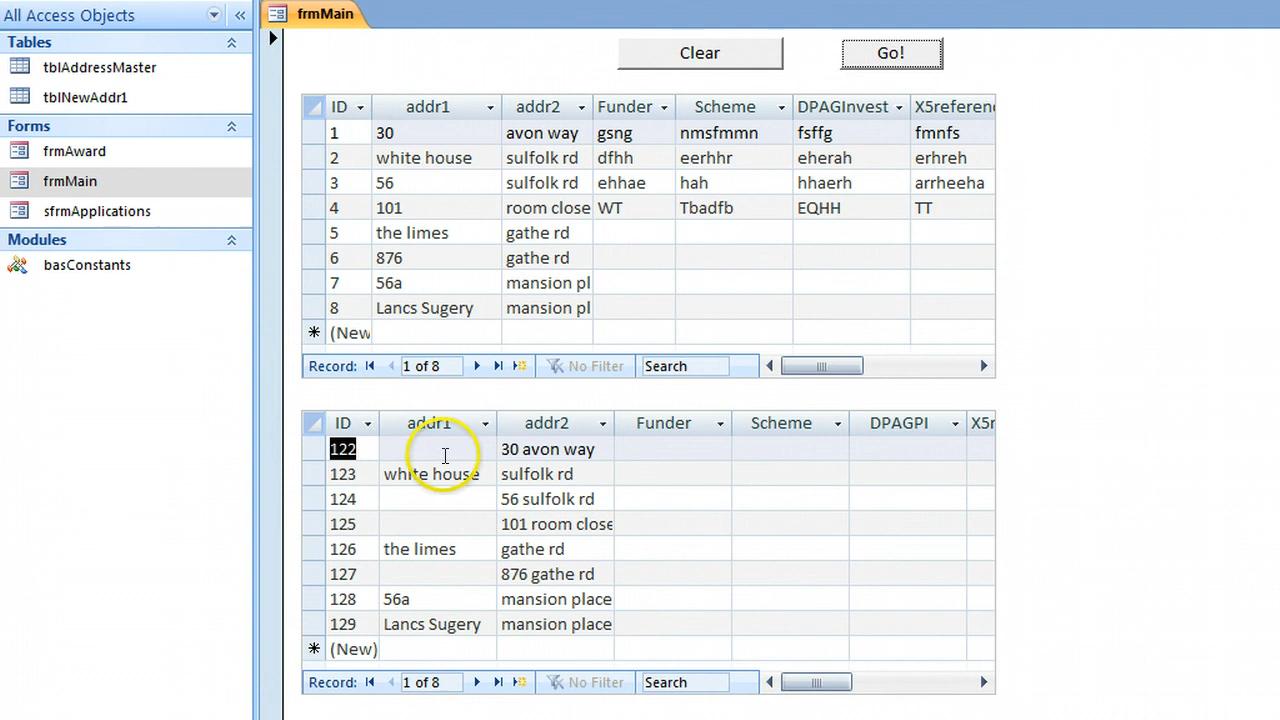 All Access Objects
Tables
tblAddressMaster
tblNewAddr1
Forms
frmAward
frmMain
sfrmApplications
Modules
basConstants
frmMain
Clear Go!
ID addr1 addr2 Funder Scheme DPAGInvest X5referen
1 30 avon way gsng nmsfmmn fsffg fmnfs
2 white house sulfolk rd dfhh eerhhr eherah erhreh
3 56 sulfolk rd ehhae hah hhaerh arrheeha
4 101 room close WT Tbadfb EQHH TT
5 the limes gathe rd
6 876 gathe rd
7 56a mansion pl
8 Lancs Sugery mansion pl
* (New
Record: 1 of 8 No Filter Search
ID addr1 addr2 Funder Scheme DPAGPI X5r
122 30 avon way
123 white house sulfolk rd
124 56 sulfolk rd
125 101 room close
126 the limes gathe rd
127 876 gathe rd
128 56a mansion place
129 Lancs Sugery mansion place
* (New)
Record: 1 of 8 No Filter Search